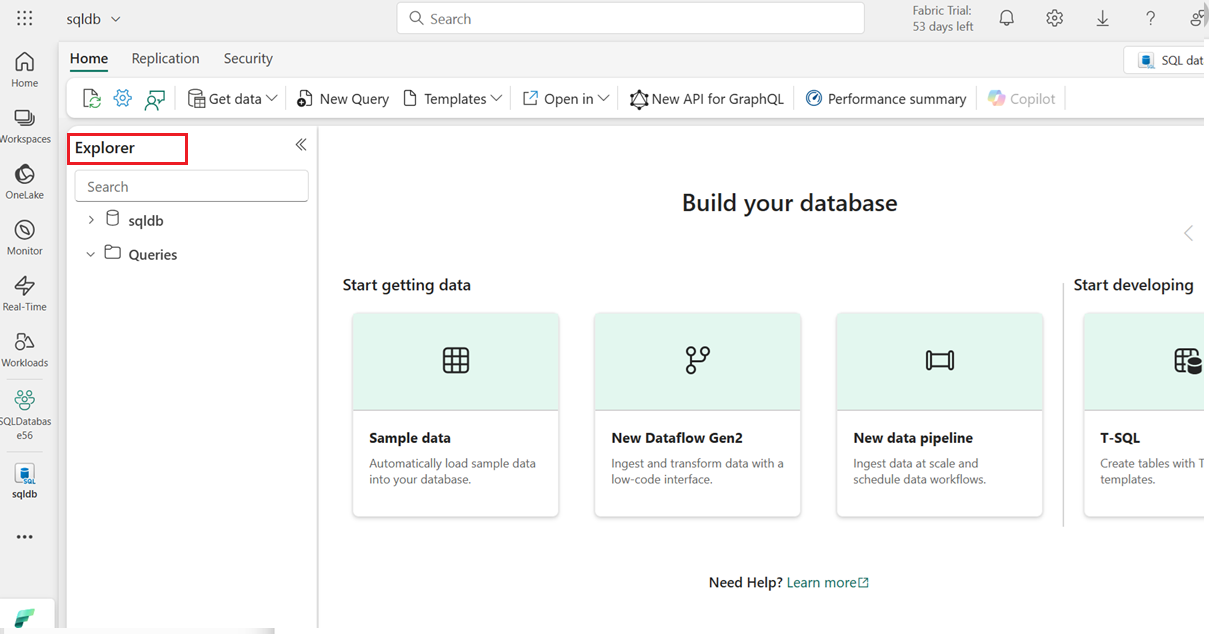 sqldb
Search
Fabric Trial:
53 days left
Home
Replication
Security
SQL dat
Get data
New Query
Templates
Open in
New API for GraphQL
Performance summary
Copilot
Home
Workspaces
OneLake
Monitor
Real-Time
Workloads
SQLDatabas
e56
SQL
sqldb
Explorer
Search
sqldb
Queries
Build your database
Start getting data
Start developing
Sample data
Automatically load sample data
into your database.
New Dataflow Gen2
Ingest and transform data with a
low-code interface.
New data pipeline
Ingest data at scale and
schedule data workflows.
T-SQL
Create tables with T
templates.
Need Help? Learn more